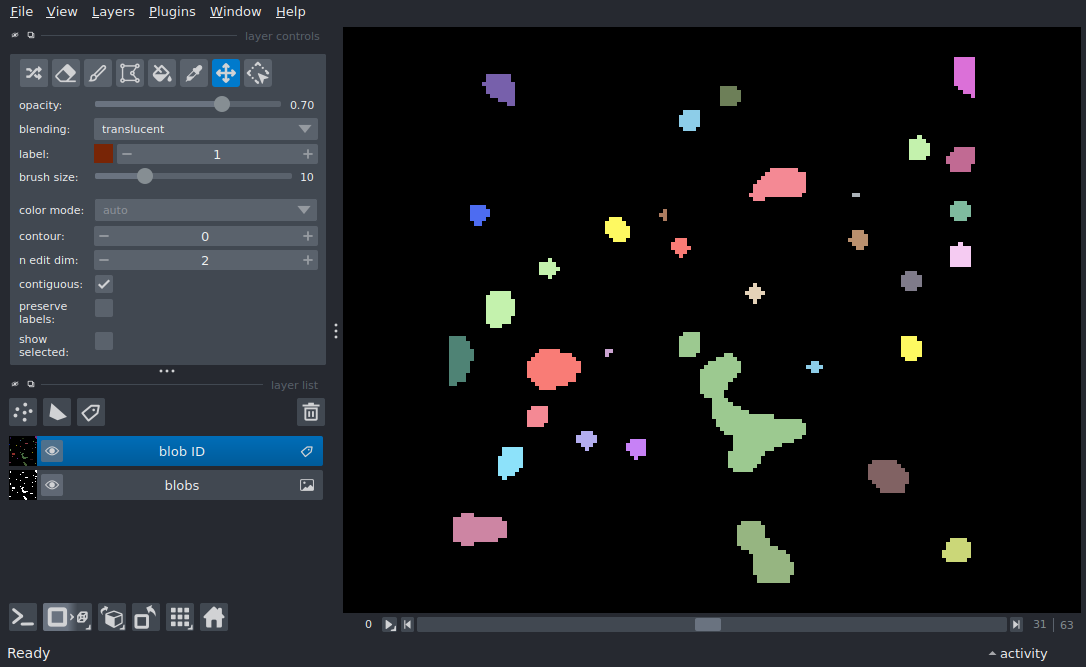 File View Layers Plugins Window Help
layer controls
opacity: 0.70
blending: translucent
label: 1
brush size: 10
color mode: auto
contour: 0
n edit dim: 2
contiguous:
preserve
labels:
show
selected:
layer list
blob ID
blobs
0 31 63
Ready activity